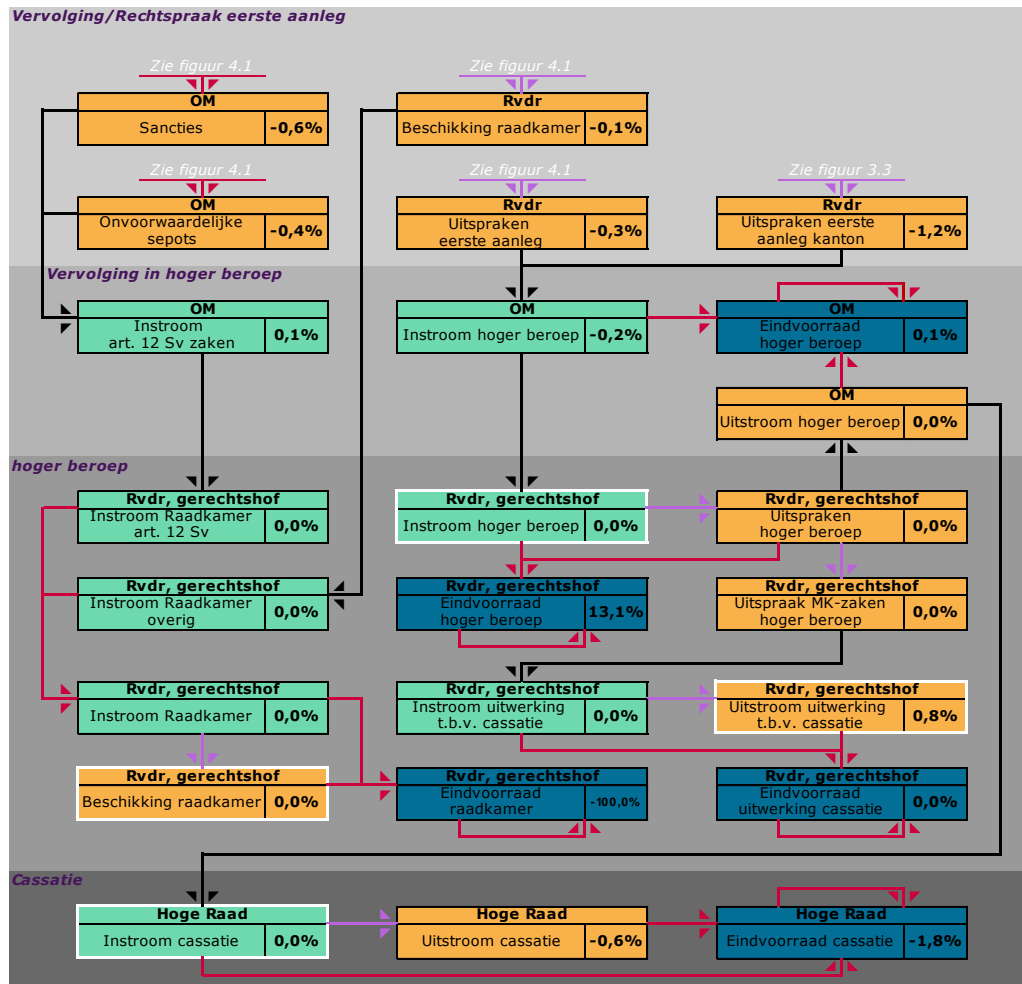 Vervolging/Rechtspraak eerste aanleg
Zie figuur 4.1
Zie figuur 4.1
OM
Sancties
-0,6%
Rvdr
Beschikking raadkamer
-0,1%
Zie figuur 4.1
Zie figuur 4.1
Zie figuur 3.3
OM
Onvoorwaardelijke
sepots
-0,4%
Rvdr
Uitspraken
eerste aanleg
-0,3%
Rvdr
Uitspraken eerste
aanleg kanton
-1,2%
Vervolging in hoger beroep
OM
Instroom
art. 12 Sv zaken
0,1%
OM
Instroom hoger beroep
-0,2%
OM
Eindvoorraad
hoger beroep
0,1%
OM
Uitstroom hoger beroep
0,0%
hoger beroep
Rvdr, gerechtshof
Instroom Raadkamer
art. 12 Sv
0,0%
Rvdr, gerechtshof
Instroom hoger beroep
0,0%
Rvdr, gerechtshof
Uitspraken
hoger beroep
0,0%
Rvdr, gerechtshof
Instroom Raadkamer
overig
0,0%
Rvdr, gerechtshof
Eindvoorraad
hoger beroep
13,1%
Rvdr, gerechtshof
Uitspraak MK-zaken
hoger beroep
0,0%
Rvdr, gerechtshof
Instroom Raadkamer
0,0%
Rvdr, gerechtshof
Instroom uitwerking
t.b.v. cassatie
0,0%
Rvdr, gerechtshof
Uitstroom uitwerking
t.b.v. cassatie
0,8%
Rvdr, gerechtshof
Beschikking raadkamer
0,0%
Rvdr, gerechtshof
Eindvoorraad
raadkamer
-100,0%
Rvdr, gerechtshof
Eindvoorraad
uitwerking cassatie
0,0%
Cassatie
Hoge Raad
Instroom cassatie
0,0%
Hoge Raad
Uitstroom cassatie
-0,6%
Hoge Raad
Eindvoorraad cassatie
-1,8%